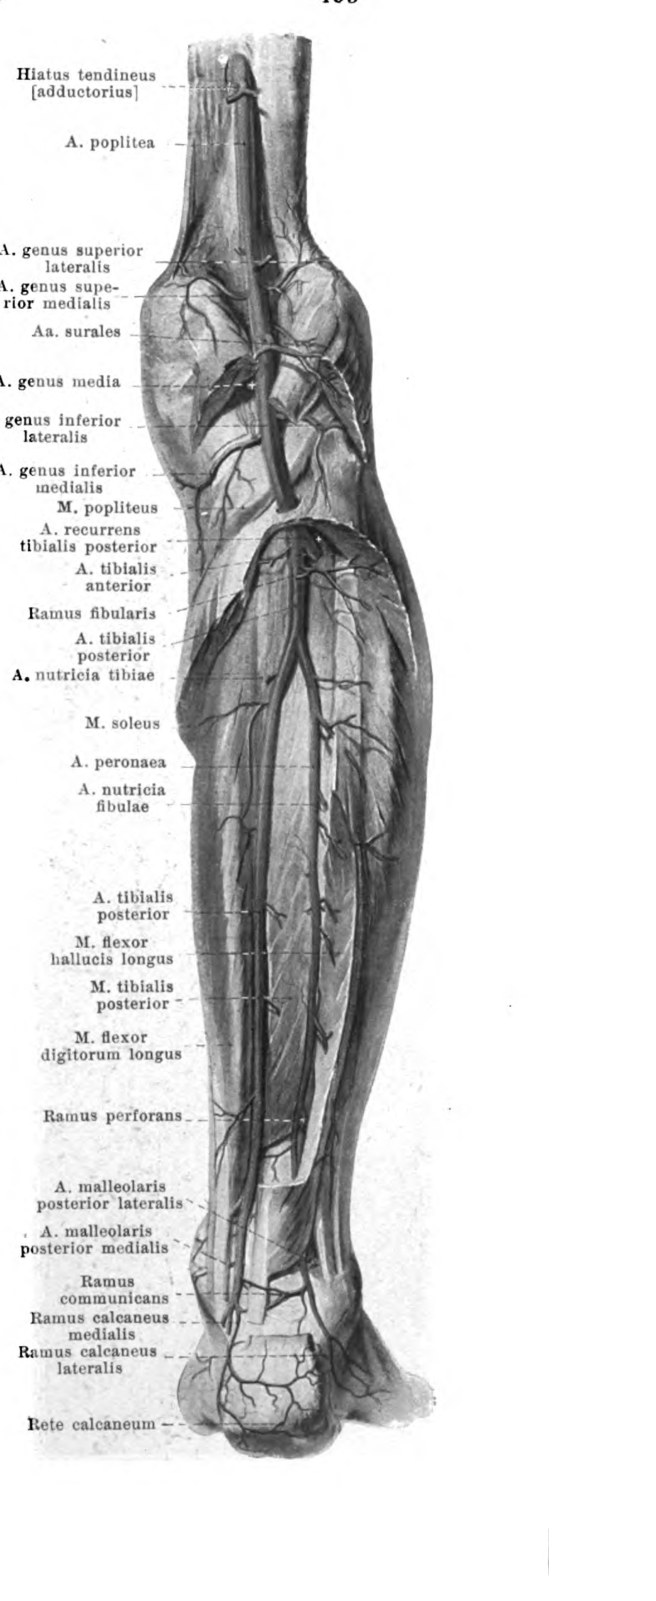 Hiatus tendineus
[adductorius]
A. poplitea
A. genus superior
lateralis
A. genus supe-
rior medialis
Aa. surales
A. genus media
genus inferior
lateralis
A. genus inferior
medialis
M. popliteus
A. recurrens
tibialis posterior
A. tibialis
anterior
Ramus fibularis
A. tibialis
posterior
A. nutricia tibiae
M. soleus
A. peronaea
A. nutricia
fibulae
A. tibialis
posterior
M. flexor
hallucis longus
M. tibialis
posterior
M. flexor
digitorum longus
Ramus perforans
A. malleolaris
posterior lateralis
A. malleolaris
posterior medialis
Ramus
communicans
Ramus calcaneus
medialis
Ramus calcaneus
lateralis
Rete calcaneum